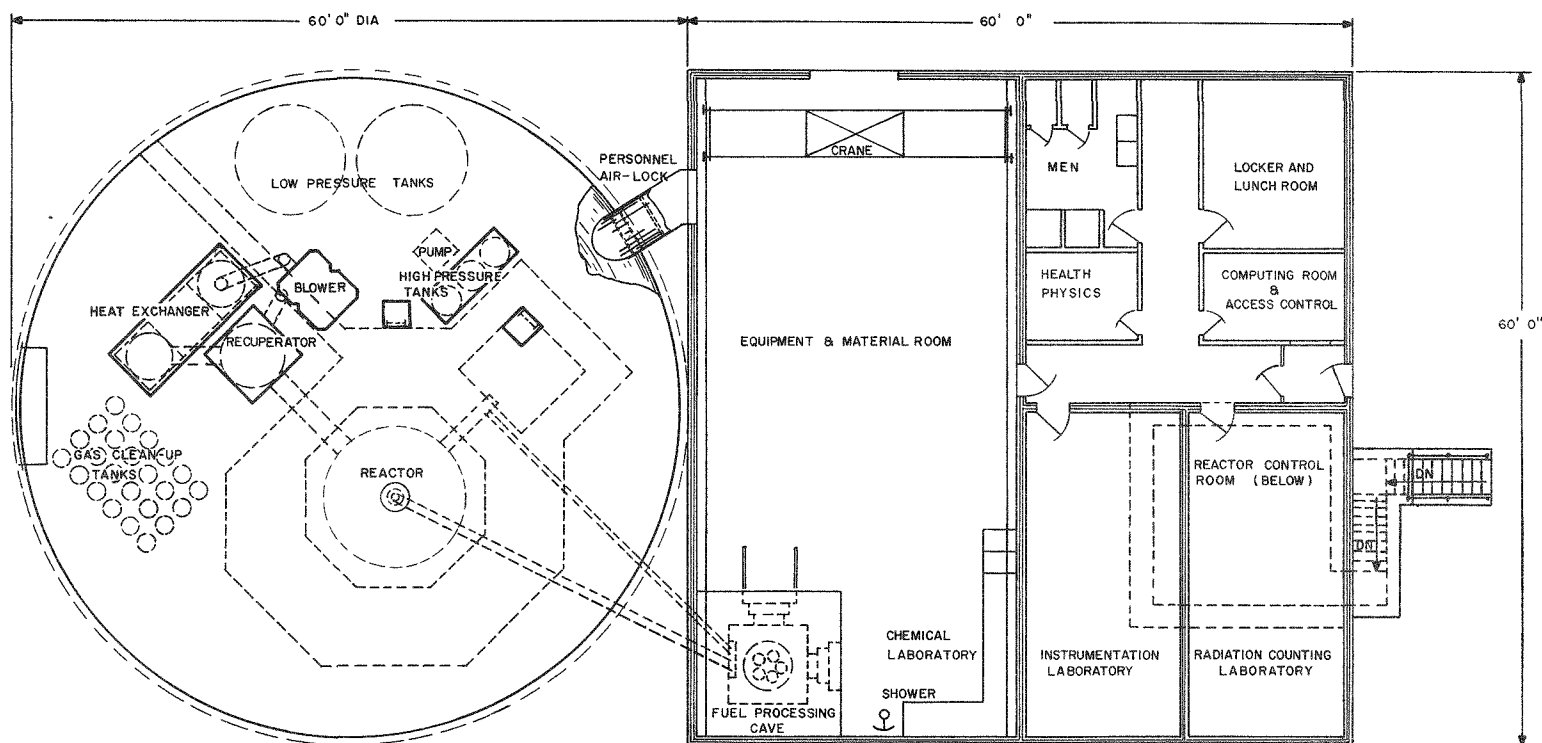 60' 0" DIA
60' 0"
LOW PRESSURE TANKS
PERSONNEL
AIR-LOCK
CRANE
MEN
LOCKER AND
LUNCH ROOM
PUMP
HIGH PRESSURE
TANKS
BLOWER
HEAT EXCHANGER
RECUPERATOR
HEALTH
PHYSICS
COMPUTING ROOM
&
ACCESS CONTROL
60' 0"
EQUIPMENT & MATERIAL ROOM
GAS CLEAN-UP
TANKS
REACTOR
REACTOR CONTROL
ROOM (BELOW)
DN
DN
CHEMICAL
LABORATORY
INSTRUMENTATION
LABORATORY
RADIATION COUNTING
LABORATORY
SHOWER
FUEL PROCESSING
CAVE